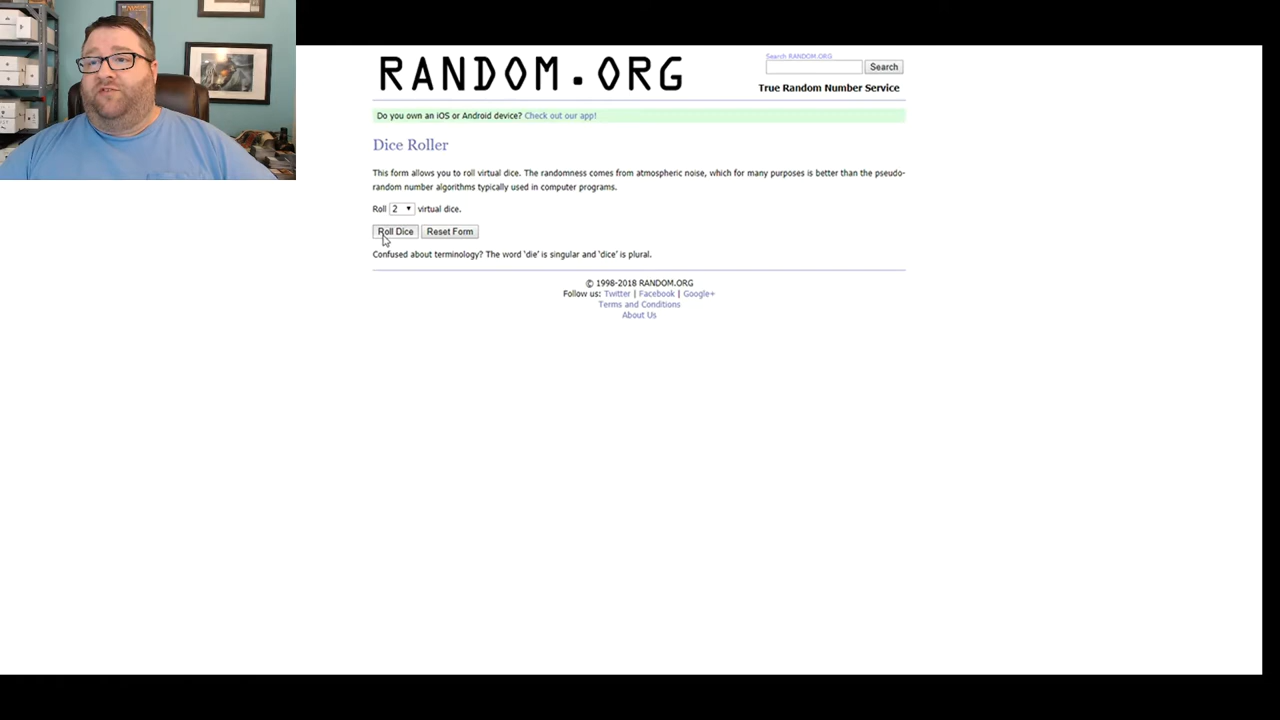 RANDOM.ORG
Search RANDOM.ORG
Search
True Random Number Service
Do you own an iOS or Android device? Check out our app!
Dice Roller
This form allows you to roll virtual dice. The randomness comes from atmospheric noise, which for many purposes is better than the pseudo-
random number algorithms typically used in computer programs.
Roll 2 virtual dice.
Roll Dice Reset Form
Confused about terminology? The word 'die' is singular and 'dice' is plural.
© 1998-2018 RANDOM.ORG
Follow us: Twitter | Facebook | Google+
Terms and Conditions
About Us